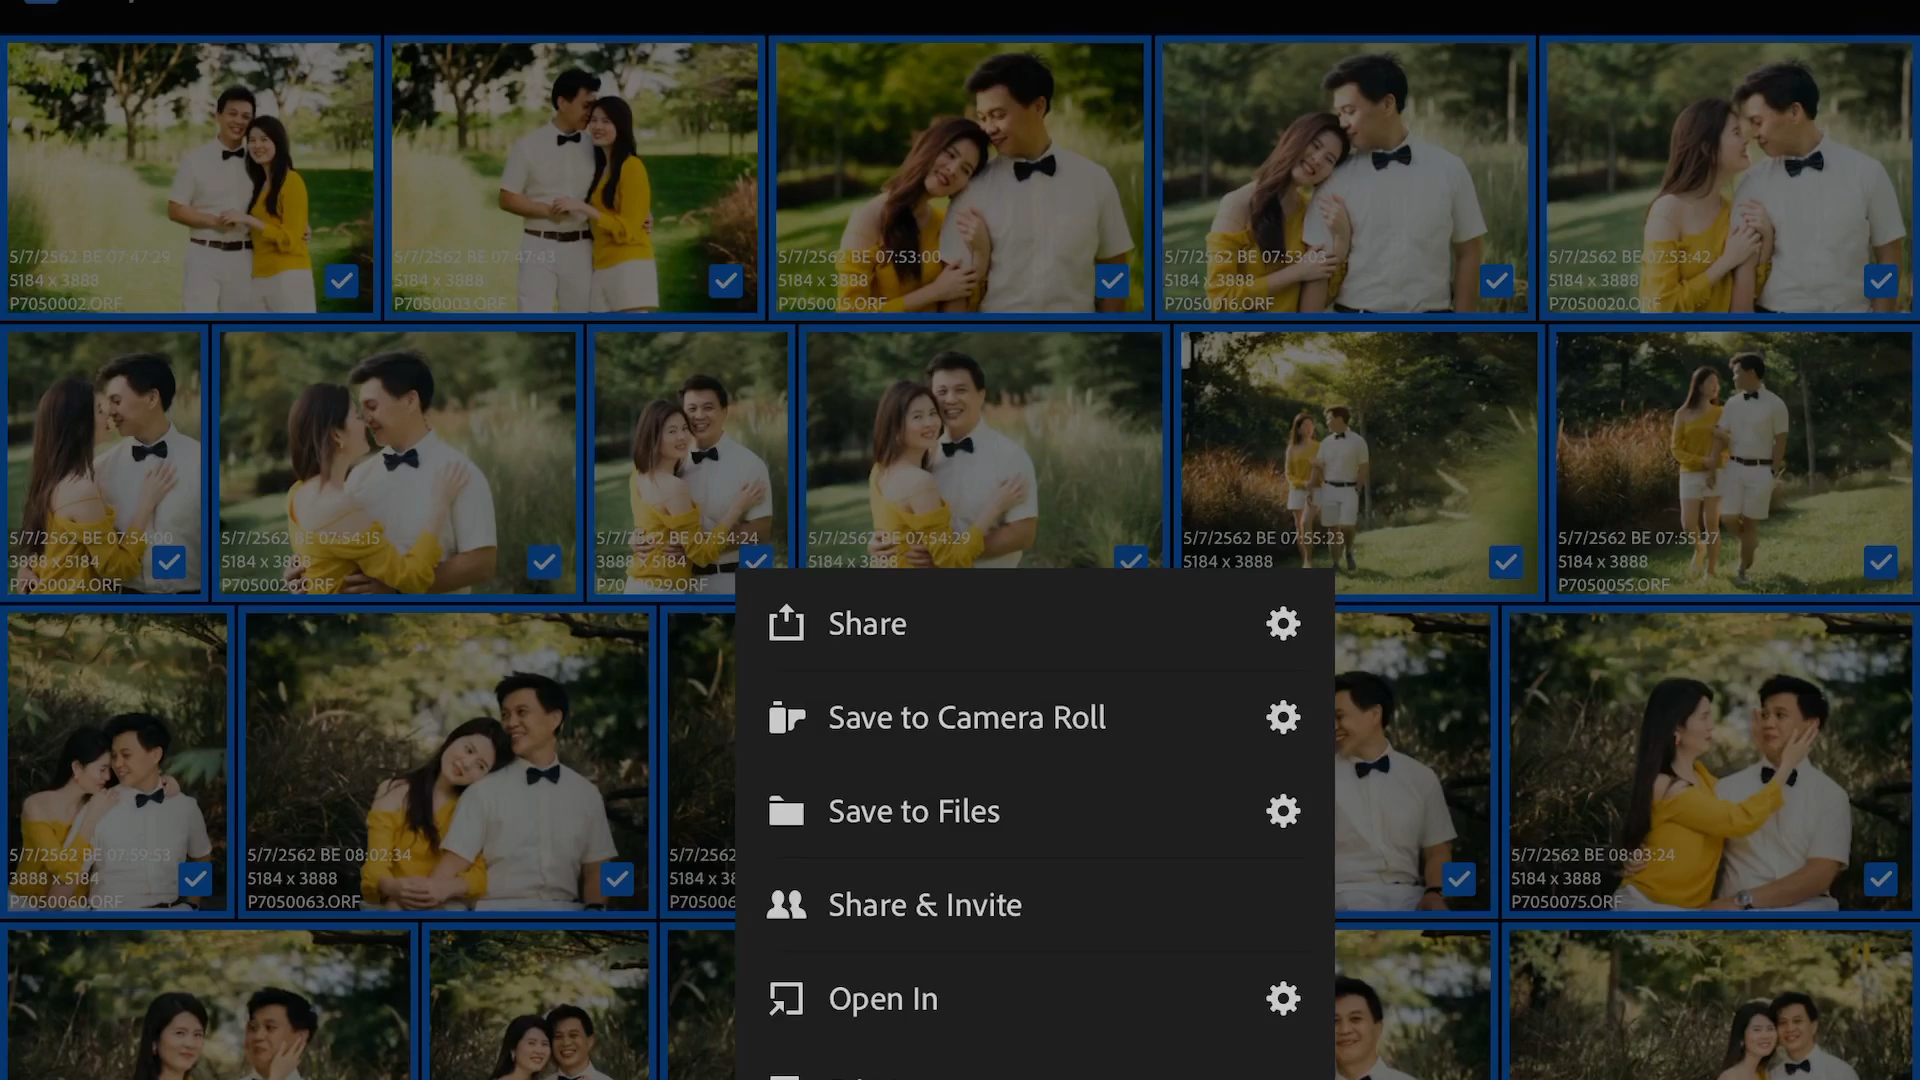 5/7/2562 BE 07:47:29
5184 x 3888
P7050002.ORF
5/7/2562 BE 07:47:43
5184 x 3888
P7050003.ORF
5/7/2562 BE 07:53:00
5184 x 3888
P7050015.ORF
5/7/2562 BE 07:53:03
5184 x 3888
P7050016.ORF
5/7/2562 BE 07:53:42
5184 x 3888
P7050020.ORF
5/7/2562 BE 07:54:00
3888 x 5184
P7050024.ORF
5/7/2562 BE 07:54:15
5184 x 3888
P7050026.ORF
5/7/2562 BE 07:54:24
3888 x 5184
P7050029.ORF
5/7/2562 BE 07:54:29
5184 x 3888
5/7/2562 BE 07:55:23
5184 x 3888
5/7/2562 BE 07:55:27
5184 x 3888
P7050055.ORF
5/7/2562 BE 07:59:53
3888 x 5184
P7050060.ORF
5/7/2562 BE 08:02:34
5184 x 3888
P7050063.ORF
5/7/2562
5184 x 38
P705006
5/7/2562 BE 08:03:24
5184 x 3888
P7050075.ORF
Share
Save to Camera Roll
Save to Files
Share & Invite
Open In